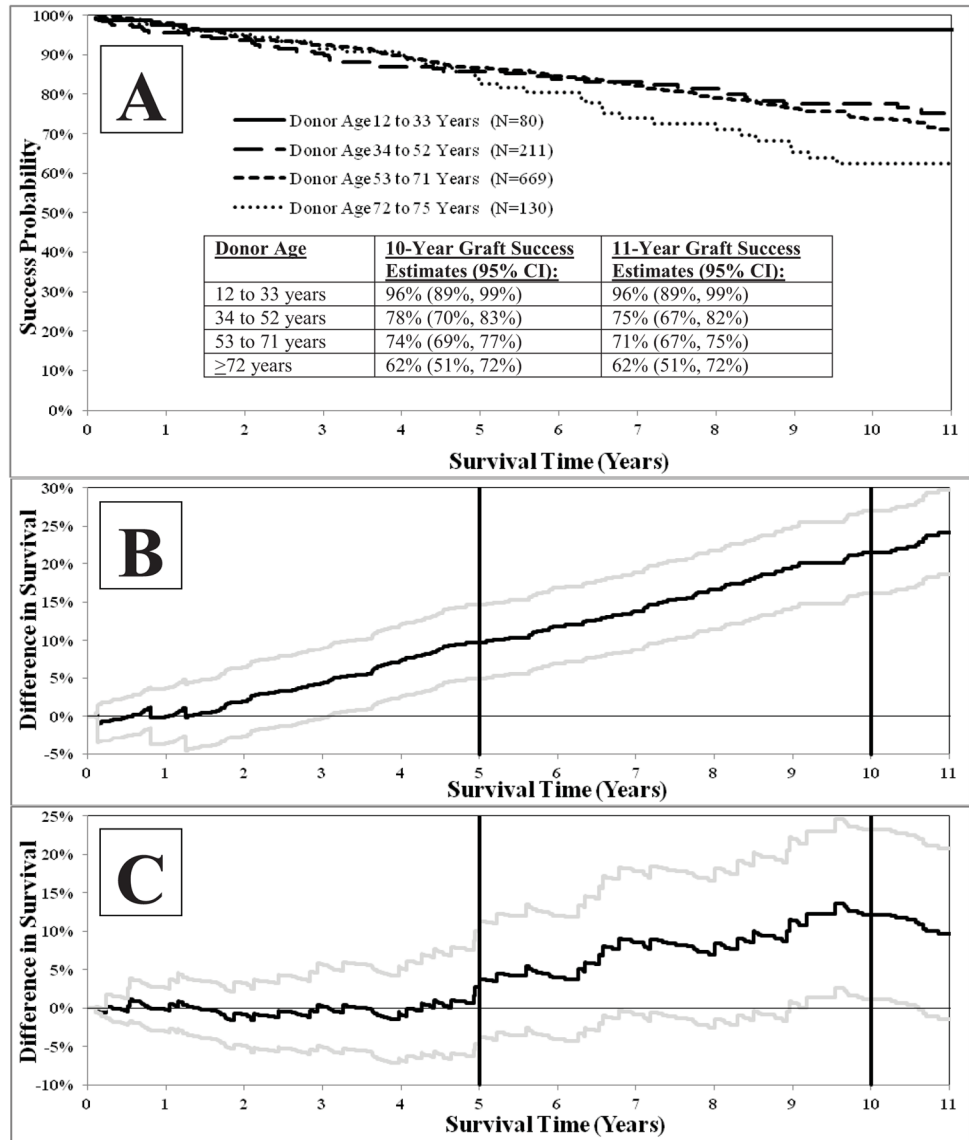 100%
90%
80%
70%
60%
50%
40%
30%
20%
10%
0%
Success Probability
A
Donor Age 12 to 33 Years (N=80)
Donor Age 34 to 52 Years (N=211)
Donor Age 53 to 71 Years (N=669)
Donor Age 72 to 75 Years (N=130)
Donor Age 10-Year Graft Success Estimates (95% CI): 11-Year Graft Success Estimates (95% CI):
12 to 33 years 96% (89%, 99%) 96% (89%, 99%)
34 to 52 years 78% (70%, 83%) 75% (67%, 82%)
53 to 71 years 74% (69%, 77%) 71% (67%, 75%)
≥72 years 62% (51%, 72%) 62% (51%, 72%)
0 1 2 3 4 5 6 7 8 9 10 11
Survival Time (Years)
30%
25%
20%
15%
10%
5%
0%
-5%
Difference in Survival
B
0 1 2 3 4 5 6 7 8 9 10 11
Survival Time (Years)
25%
20%
15%
10%
5%
0%
-5%
-10%
Difference in Survival
C
0 1 2 3 4 5 6 7 8 9 10 11
Survival Time (Years)